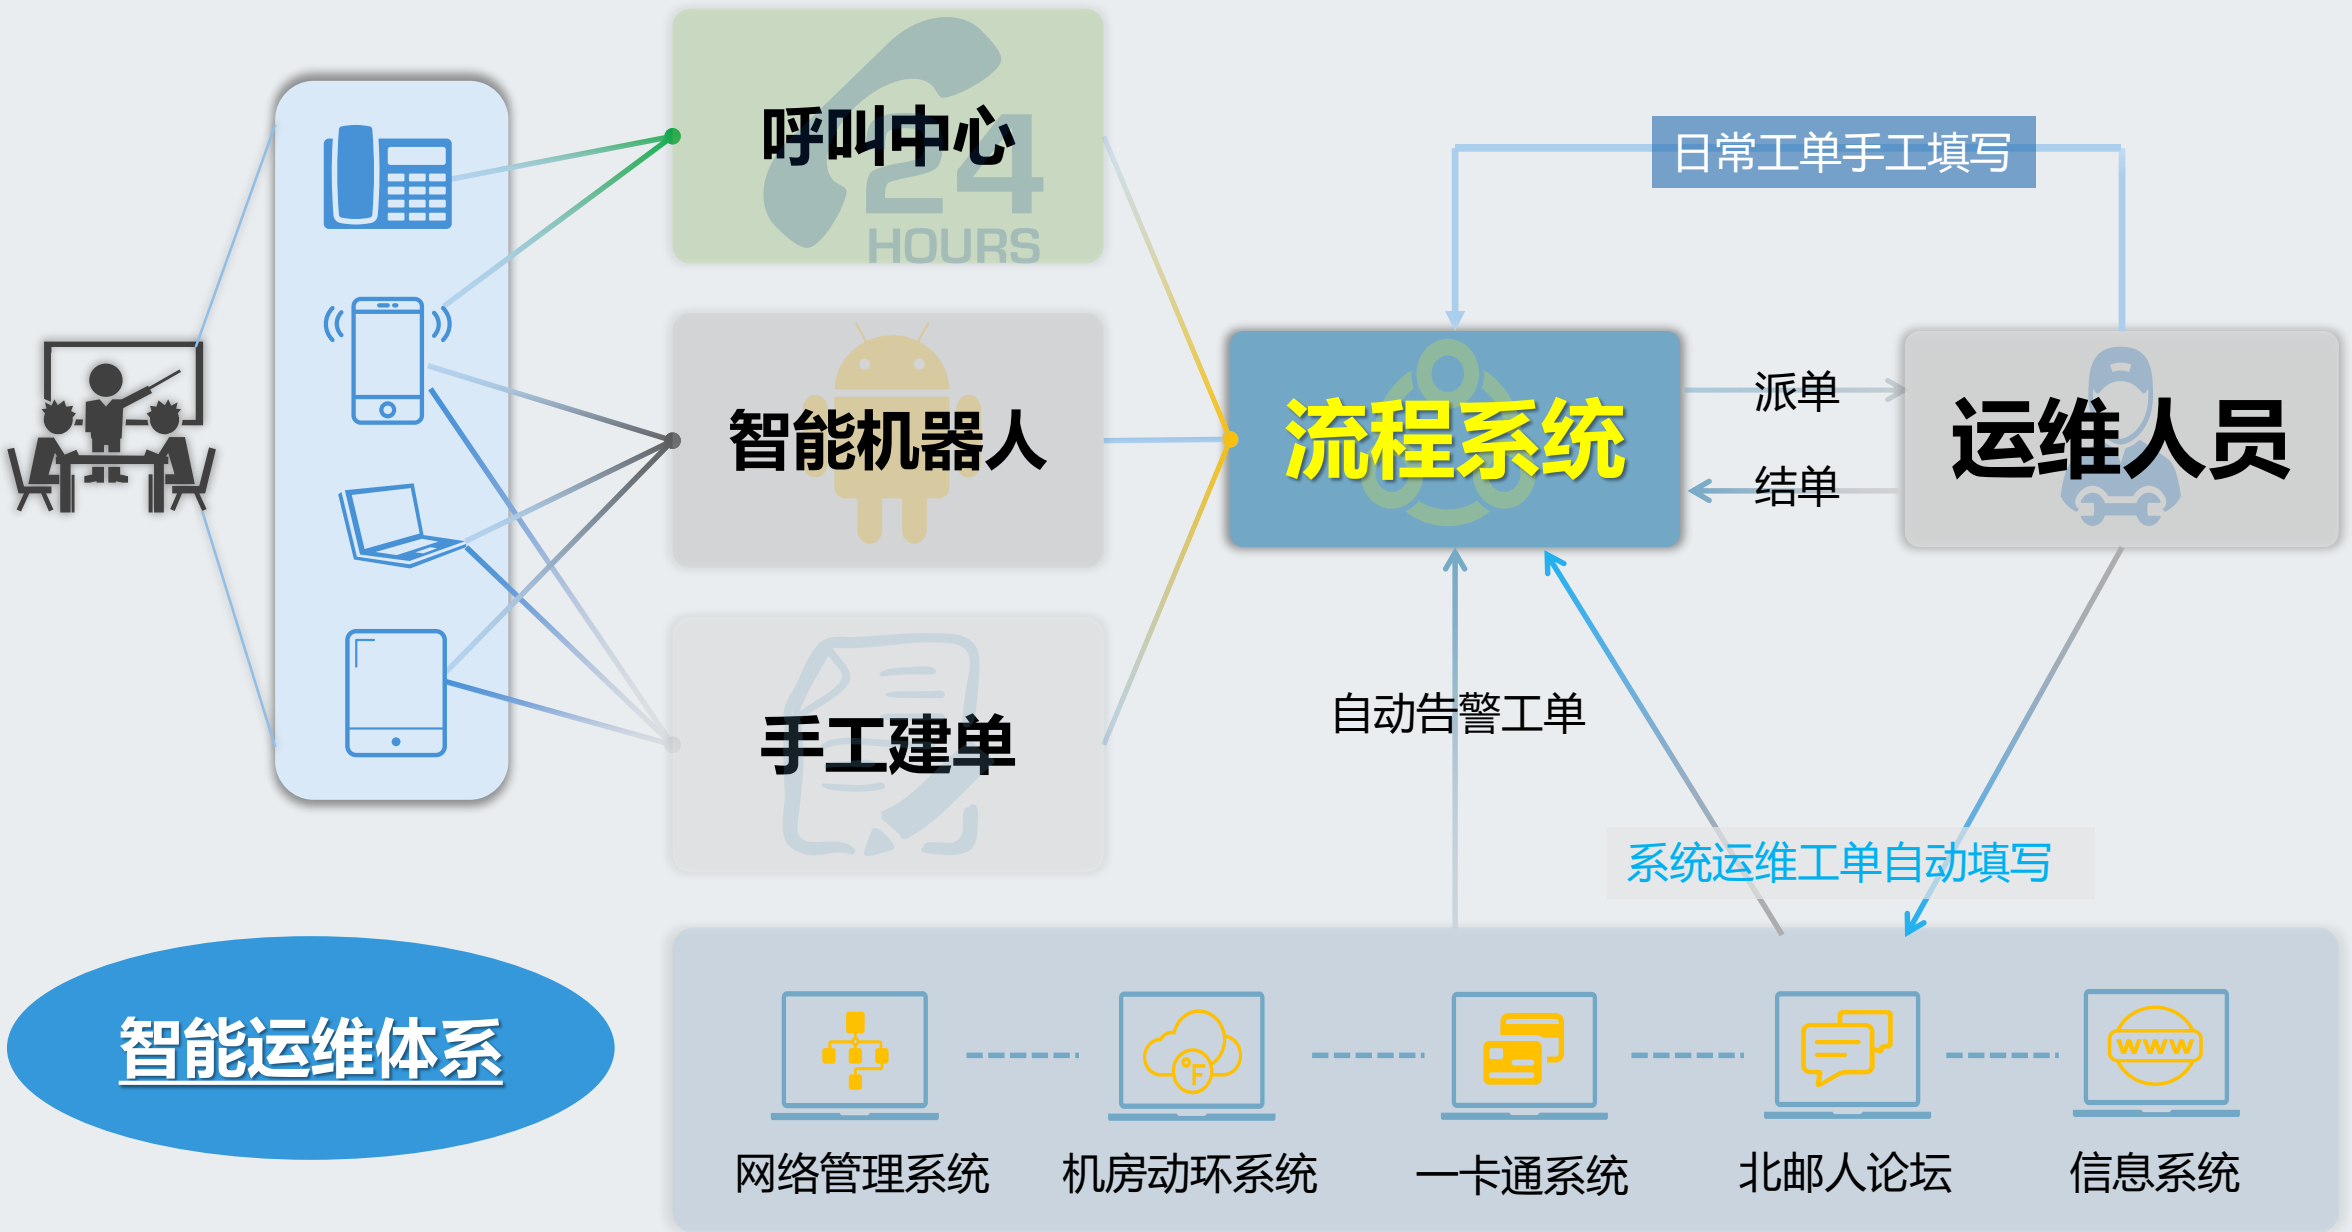 呼叫中心
24
HOURS
日常工单手工填写
智能机器人
流程系统
派单
结单
运维人员
手工建单
自动告警工单
系统运维工单自动填写
智能运维体系
°F
www
网络管理系统
机房动环系统
一卡通系统
北邮人论坛
信息系统